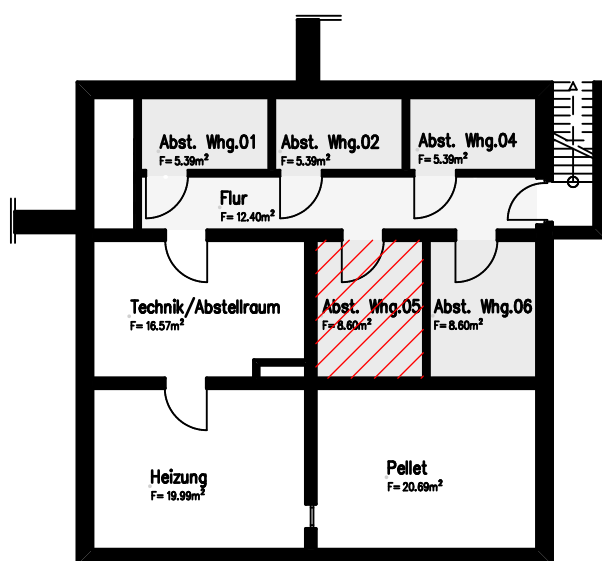 Abst. Whg.01
F= 5.39m²
Abst. Whg.02
F= 5.39m²
Abst. Whg.04
F= 5.39m²
Flur
F= 12.40m²
Technik/Abstellraum
F= 16.57m²
Abst. Whg.05
F= 8.60m²
Abst. Whg.06
F= 8.60m²
Heizung
F= 19.99m²
Pellet
F= 20.69m²